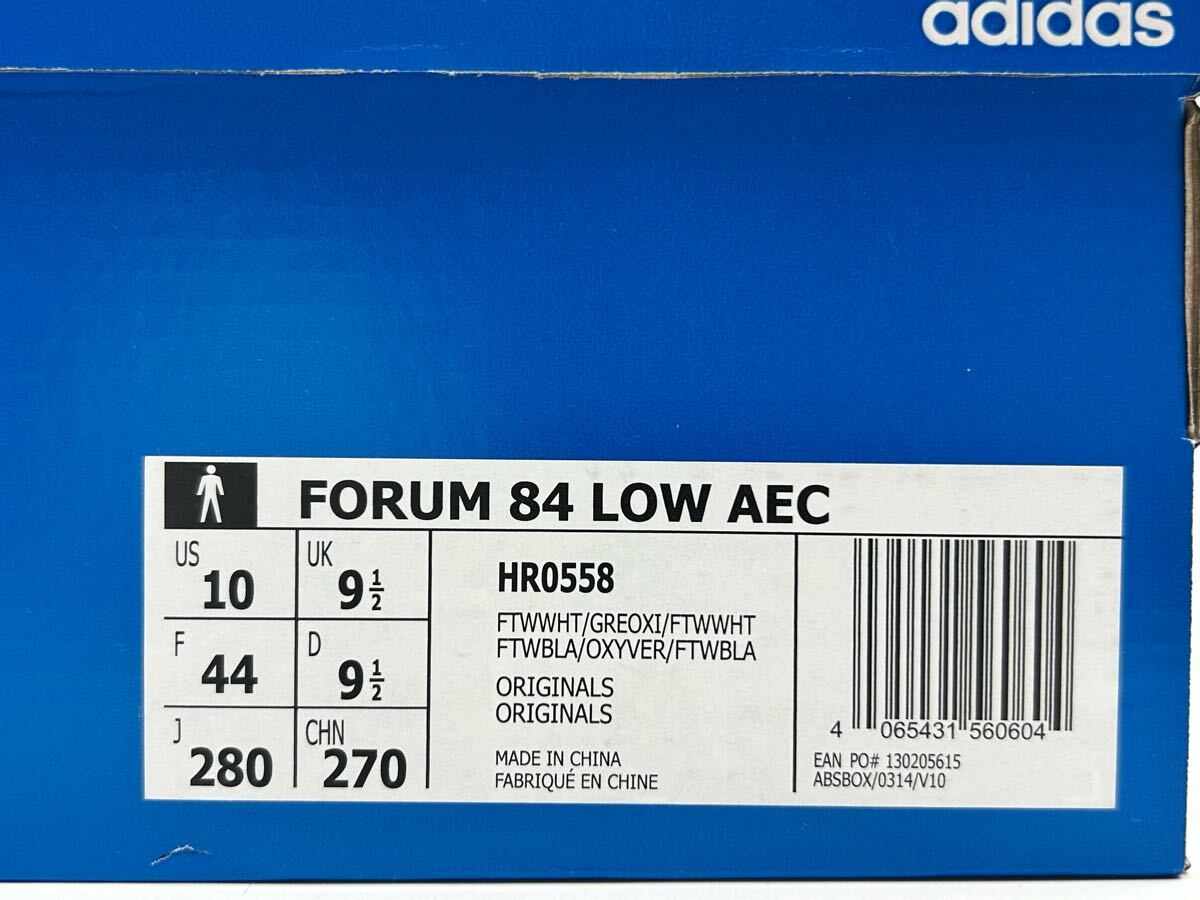 adidas
FORUM 84 LOW AEC
US 10
UK 9 1/2
F 44
D 9 1/2
J 280
CHN 270
HR0558
FTWWHT/GREOXI/FTWWHT
FTWBLA/OXYVER/FTWBLA
ORIGINALS
ORIGINALS
MADE IN CHINA
FABRIQUÉ EN CHINE
4 065431 560604
EAN PO# 130205615
ABSBOX/0314/V10